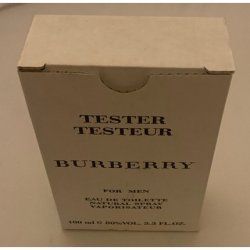 TESTER
TESTEUR
BURBERRY
FOR MEN
EAU DE TOILETTE
NATURAL SPRAY
VAPORISATEUR
100 ml ℮ 80%VOL. 3.3 FL.OZ.